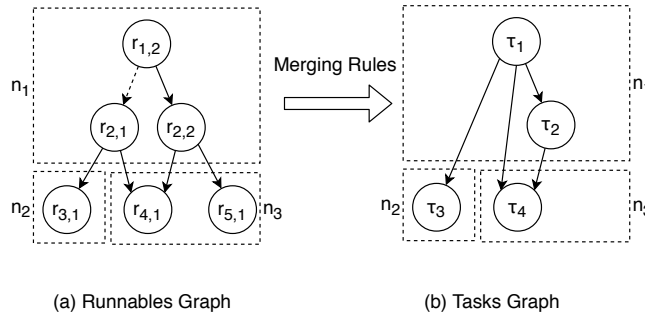 r1,2
τ1
Merging Rules
n1
n
r2,1
r2,2
τ2
n2
r3,1
r4,1
r5,1
n3
n2
τ3
τ4
(a) Runnables Graph
(b) Tasks Graph